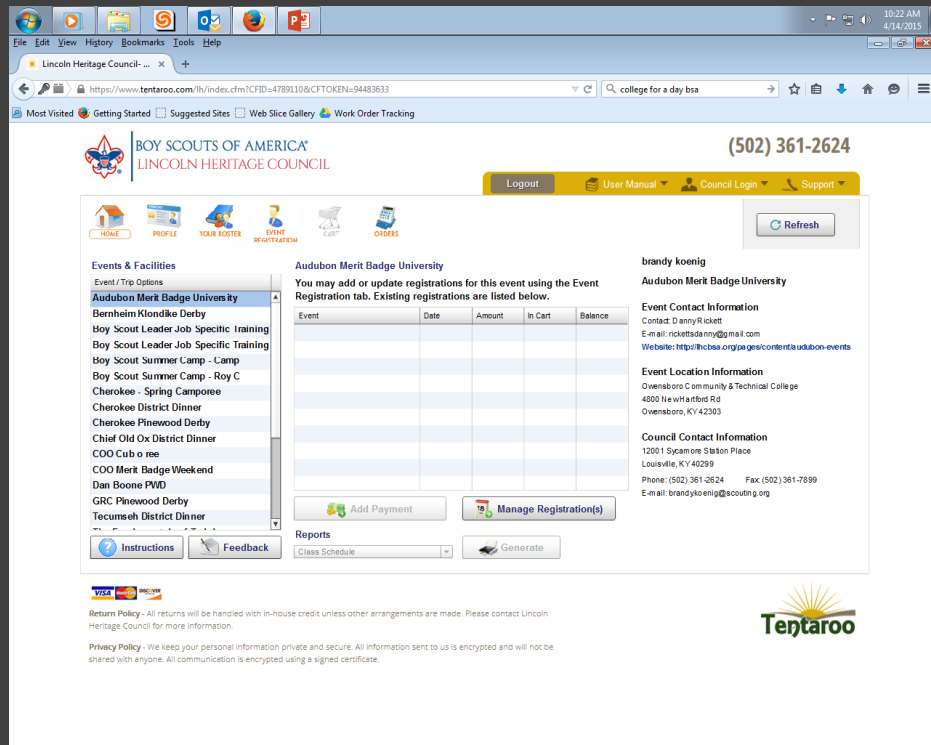 10:22 AM
4/14/2015
File Edit View History Bookmarks Tools Help
Lincoln Heritage Council- ... × +
https://www.tentaroo.com/lh/index.cfm?CFID=4789110&CFTOKEN=94483633
college for a day bsa
Most Visited Getting Started Suggested Sites Web Slice Gallery Work Order Tracking
BOY SCOUTS OF AMERICA®
LINCOLN HERITAGE COUNCIL
(502) 361-2624
Logout User Manual Council Login Support
HOME PROFILE YOUR ROSTER EVENT REGISTRATION CART ORDERS
Refresh
Events & Facilities
Event / Trip Options
Audubon Merit Badge University
Bernheim Klondike Derby
Boy Scout Leader Job Specific Training
Boy Scout Leader Job Specific Training
Boy Scout Summer Camp - Camp
Boy Scout Summer Camp - Roy C
Cherokee - Spring Camporee
Cherokee District Dinner
Cherokee Pinewood Derby
Chief Old Ox District Dinner
COO Cub o ree
COO Merit Badge Weekend
Dan Boone PWD
GRC Pinewood Derby
Tecumseh District Dinner
Instructions Feedback
Audubon Merit Badge University
You may add or update registrations for this event using the Event
Registration tab. Existing registrations are listed below.
Event Date Amount In Cart Balance
Add Payment Manage Registration(s)
Reports
Class Schedule Generate
brandy koenig
Audubon Merit Badge University
Event Contact Information
Contact: Danny Rickett
E-mail: rickettsdanny@gmail.com
Website: http://lhcbsa.org/pages/content/audubon-events
Event Location Information
Owensboro Community & Technical College
4800 New Hartford Rd
Owensboro, KY 42303
Council Contact Information
12001 Sycamore Station Place
Louisville, KY 40299
Phone: (502) 361-2624 Fax: (502) 361-7899
E-mail: brandykoenig@scouting.org
VISA MasterCard DISCOVER
Return Policy - All returns will be handled with in-house credit unless other arrangements are made. Please contact Lincoln
Heritage Council for more information.
Privacy Policy - We keep your personal information private and secure. All information sent to us is encrypted and will not be
shared with anyone. All communication is encrypted using a signed certificate.
Tentaroo